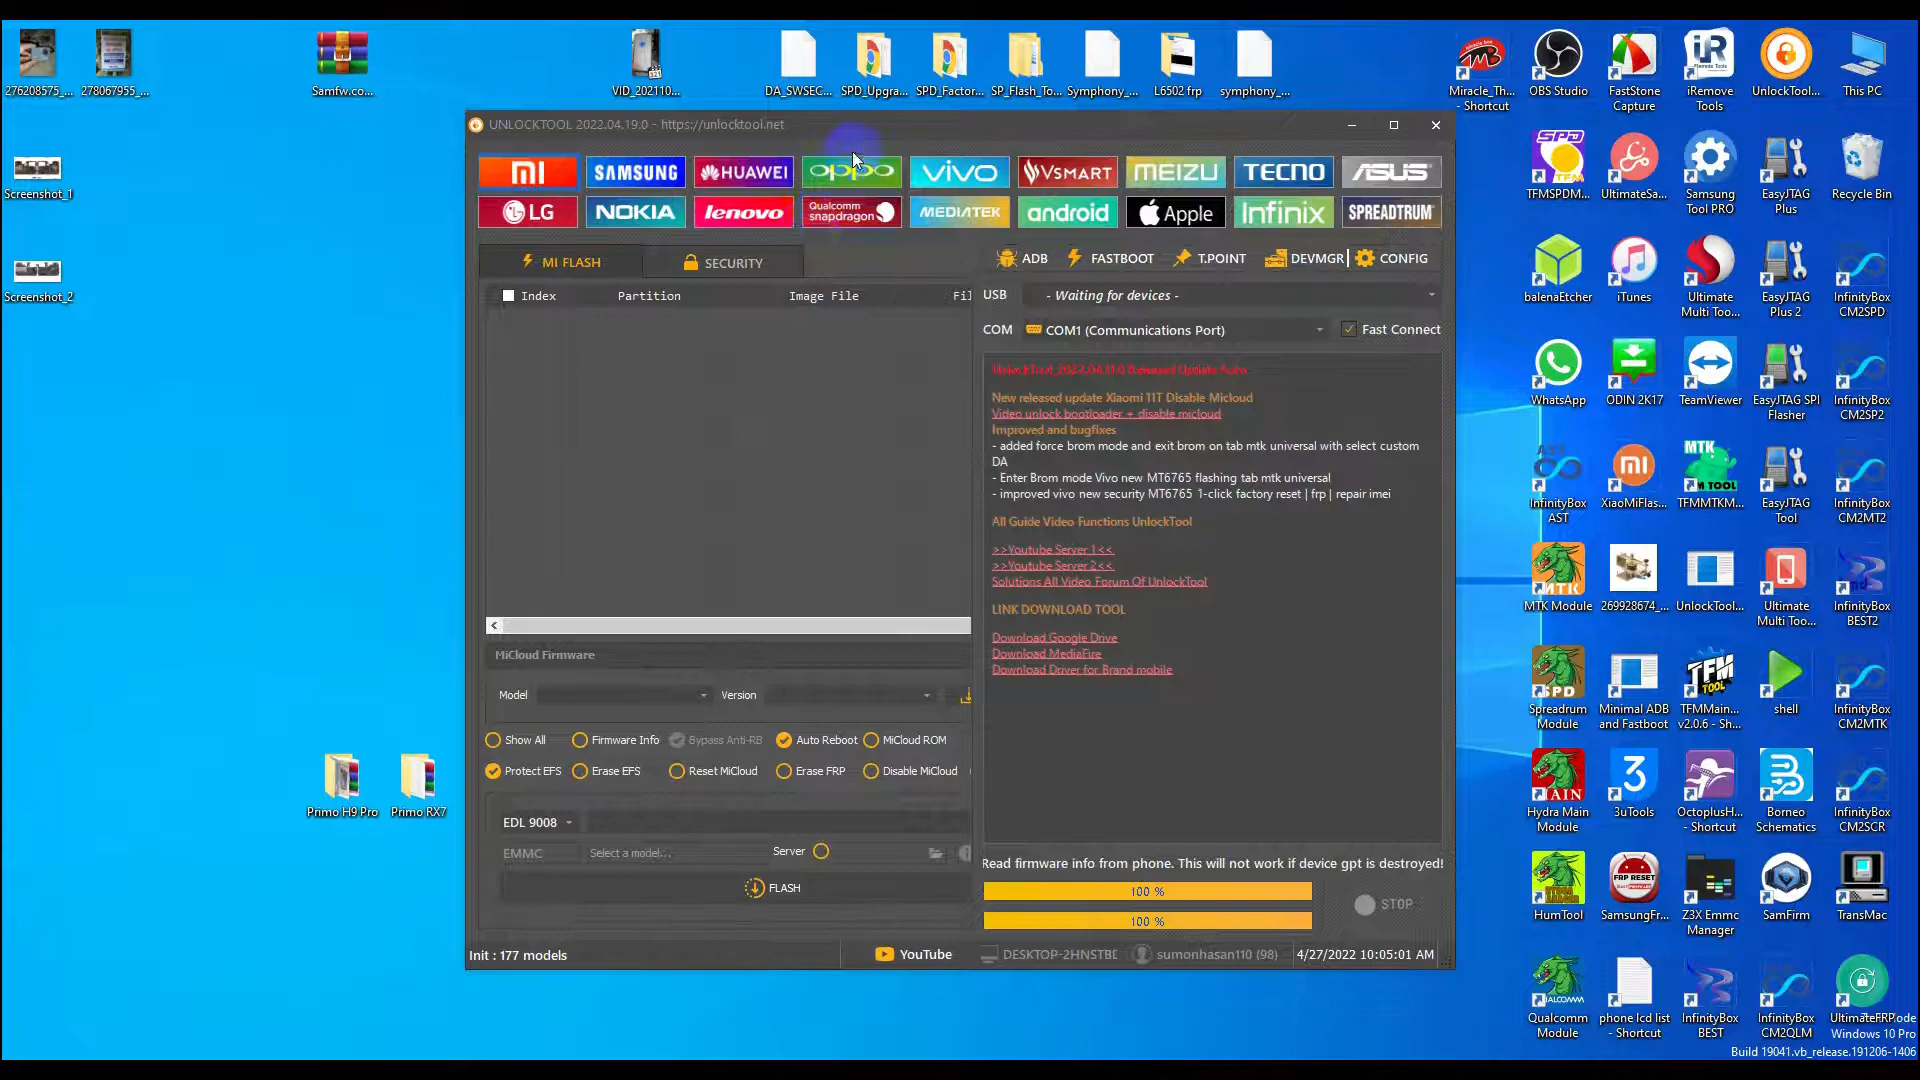 276208575_...
278067955_...
Samfw.co...
VID_202110...
DA_SWSEC...
SPD_Upgra...
SPD_Factor...
SP_Flash_To...
Symphony_...
L6502 frp
symphony_...
Miracle_Th... - Shortcut
OBS Studio
FastStone Capture
iRemove Tools
UnlockTool...
This PC
Screenshot_1
Screenshot_2
Primo H9 Pro
Primo RX7
UNLOCKTOOL 2022.04.19.0 - https://unlocktool.net
MI
SAMSUNG
HUAWEI
oppo
vivo
VSMART
MEIZU
TECNO
ASUS
LG
NOKIA
lenovo
Qualcomm snapdragon
MEDIATEK
android
Apple
Infinix
SPREADTRUM
MI FLASH
SECURITY
ADB
FASTBOOT
T.POINT
DEVMGR
CONFIG
Index
Partition
Image File
Fil
USB
- Waiting for devices -
COM
COM1 (Communications Port)
Fast Connect
New released update Xiaomi 11T Disable Micloud
Video unlock bootloader + disable micloud
Improved and bugfixes
- added force brom mode and exit brom on tab mtk universal with select custom
DA
- Enter Brom mode Vivo new MT6765 flashing tab mtk universal
- improved vivo new security MT6765 1-click factory reset | frp | repair imei
All Guide Video Functions UnlockTool
>>Youtube Server 1<<
>>Youtube Server 2<<
Solutions All Video Forum Of UnlockTool
LINK DOWNLOAD TOOL
Download Google Drive
Download MediaFire
Download Driver for Brand mobile
MiCloud Firmware
Model
Version
Show All
Firmware Info
Bypass Anti-RB
Auto Reboot
MiCloud ROM
Protect EFS
Erase EFS
Reset MiCloud
Erase FRP
Disable MiCloud
EDL 9008
EMMC
Select a model...
Server
FLASH
Read firmware info from phone. This will not work if device gpt is destroyed!
100 %
100 %
STOP
Init : 177 models
YouTube
DESKTOP-2HNSTBE
sumonhasan110 (98)
4/27/2022 10:05:01 AM
TFMSPDM...
UltimateSa...
Samsung Tool PRO
EasyJTAG Plus
Recycle Bin
balenaEtcher
iTunes
Ultimate Multi Too...
EasyJTAG Plus 2
InfinityBox CM2SPD
WhatsApp
ODIN 2K17
TeamViewer
EasyJTAG SPI Flasher
InfinityBox CM2SP2
InfinityBox AST
XiaoMiFlas...
TFMMTKM...
EasyJTAG Tool
InfinityBox CM2MT2
MTK Module
269928674_...
UnlockTool...
Ultimate Multi Too...
InfinityBox BEST2
Spreadrum Module
Minimal ADB and Fastboot
TFMMain... v2.0.6 - Sh...
shell
InfinityBox CM2MTK
Hydra Main Module
3uTools
OctoplusH... - Shortcut
Borneo Schematics
InfinityBox CM2SCR
HumTool
SamsungFr...
Z3X Emmc Manager
SamFirm
TransMac
Qualcomm Module
phone lcd list - Shortcut
InfinityBox BEST
InfinityBox CM2QLM
UltimateFRP
Windows 10 Pro
Build 19041.vb_release.191206-1406